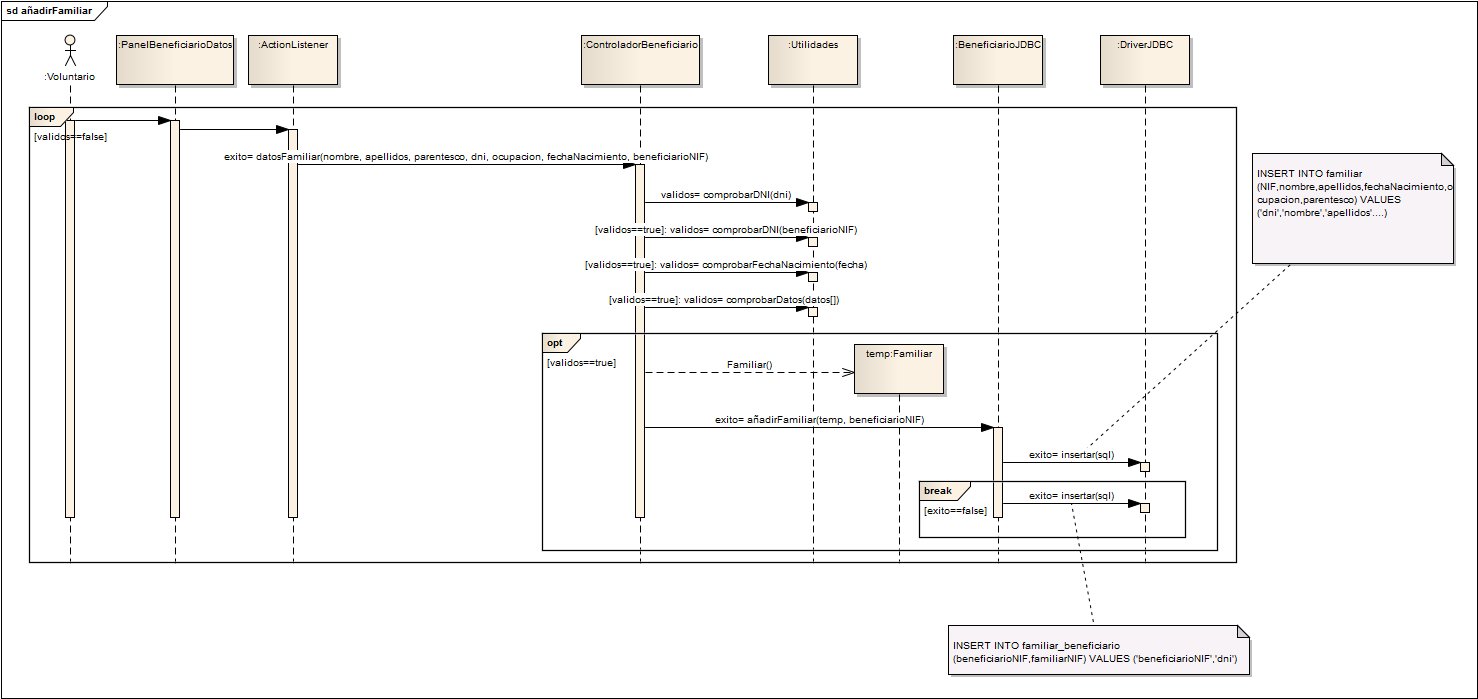 sd añadirFamiliar
:Voluntario
:PanelBeneficiarioDatos
:ActionListener
:ControladorBeneficiario
:Utilidades
:BeneficiarioJDBC
:DriverJDBC
loop
[validos==false]
exito= datosFamiliar(nombre, apellidos, parentesco, dni, ocupacion, fechaNacimiento, beneficiarioNIF)
validos= comprobarDNI(dni)
[validos==true]: validos= comprobarDNI(beneficiarioNIF)
[validos==true]: validos= comprobarFechaNacimiento(fecha)
[validos==true]: validos= comprobarDatos(datos[])
INSERT INTO familiar
(NIF,nombre,apellidos,fechaNacimiento,o
cupacion,parentesco) VALUES
('dni','nombre','apellidos'....)
opt
[validos==true]
Familiar()
temp:Familiar
exito= añadirFamiliar(temp, beneficiarioNIF)
exito= insertar(sql)
break
[exito==false]
exito= insertar(sql)
INSERT INTO familiar_beneficiario
(beneficiarioNIF,familiarNIF) VALUES ('beneficiarioNIF','dni')